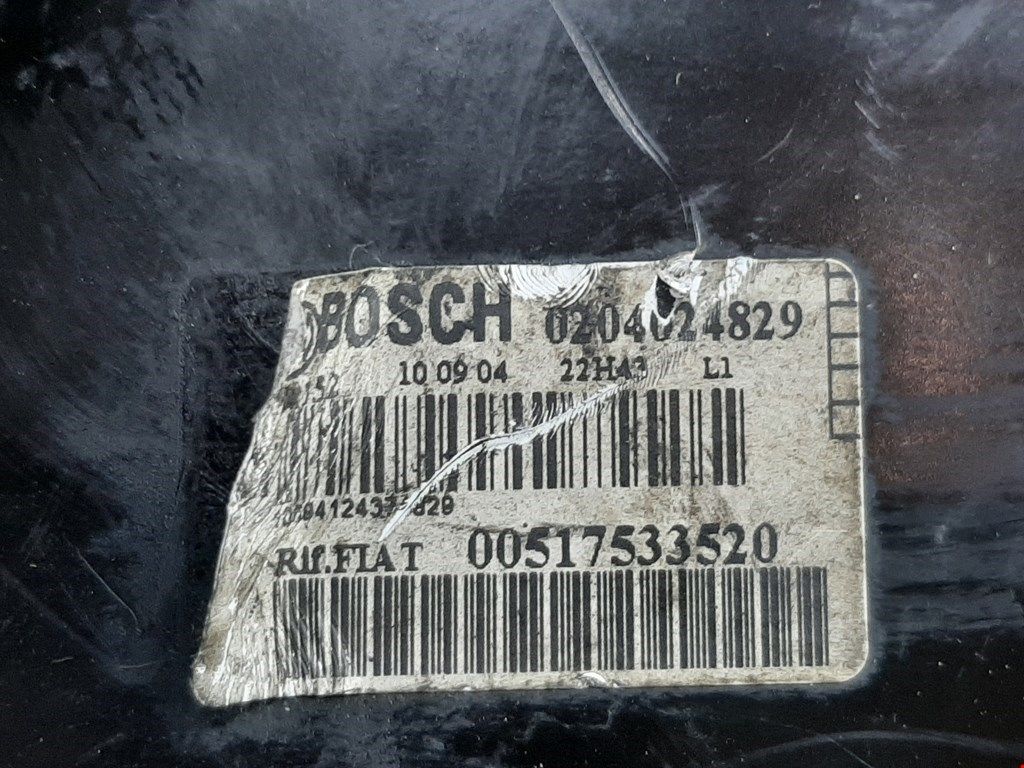 BOSCH 0204024829
10 09 04 22H43 L1
Rif.FIAT 00517533520